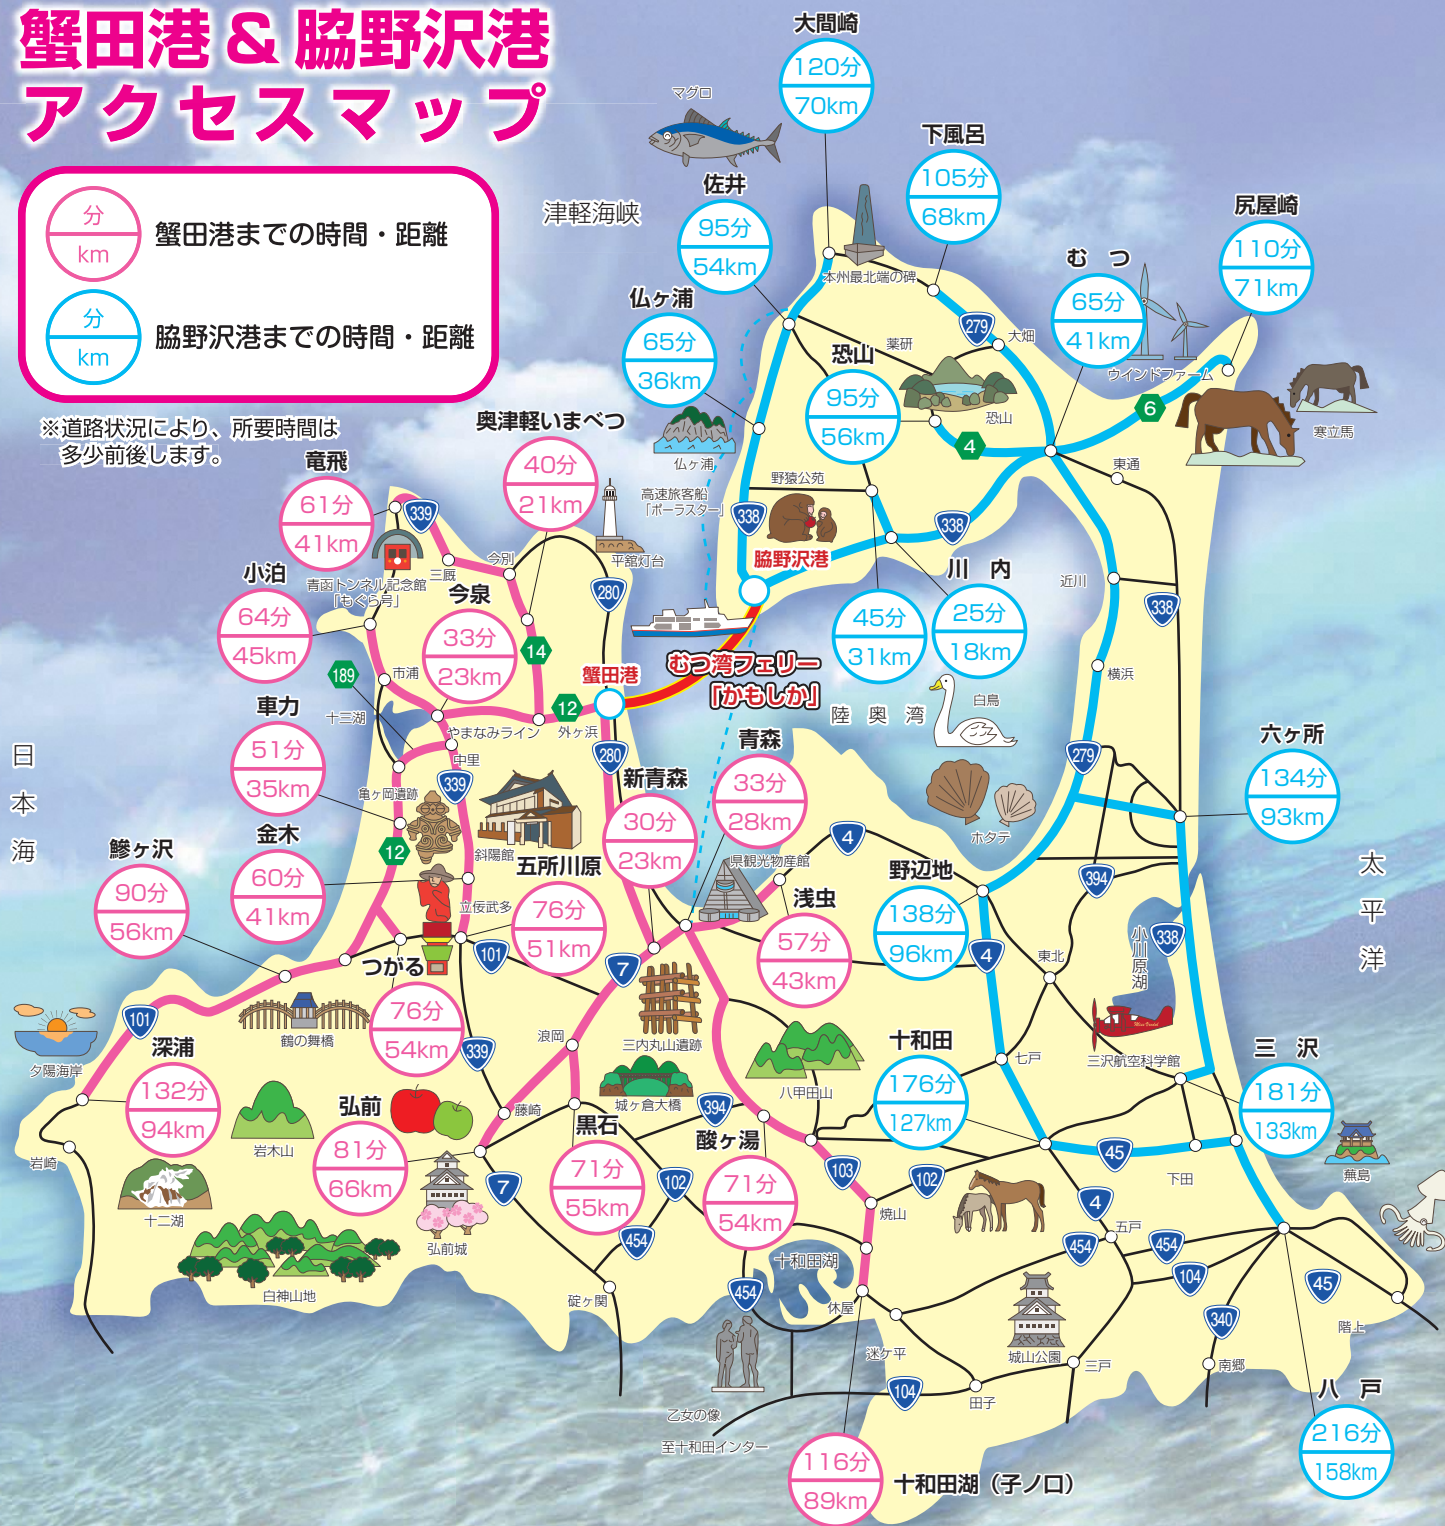 蟹田港&脇野沢港
アクセスマップ
分
km
蟹田港までの時間・距離
分
km
脇野沢港までの時間・距離
※道路状況により、所要時間は
多少前後します。
大間崎
120分
70km
マグロ
下風呂
105分
68km
佐井
95分
54km
津軽海峡
尻屋崎
110分
71km
むつ
65分
41km
本州最北端の碑
仏ヶ浦
65分
36km
279
大畑
薬研
恐山
95分
56km
恐山
ウインドファーム
6
4
寒立馬
東通
仏ヶ浦
高速旅客船
「ポーラスター」
野猿公苑
338
338
脇野沢港
奥津軽いまべつ
40分
21km
竜飛
61分
41km
339
平舘灯台
今別
三厩
青函トンネル記念館
「もぐら号」
280
小泊
64分
45km
今泉
33分
23km
川内
25分
18km
45分
31km
近川
338
14
189
市浦
蟹田港
むつ湾フェリー
「かもしか」
横浜
十三湖
12
やまなみライン
外ヶ浜
白鳥
陸奥湾
車力
51分
35km
中里
339
280
青森
33分
28km
279
六ヶ所
134分
93km
日本海
亀ヶ岡遺跡
新青森
30分
23km
ホタテ
斜陽館
12
鰺ヶ沢
90分
56km
金木
60分
41km
五所川原
76分
51km
県観光物産館
4
浅虫
57分
43km
野辺地
138分
96km
394
太平洋
立佞武多
101
つがる
76分
54km
7
4
東北
小川原湖
338
101
鶴の舞橋
夕陽海岸
深浦
132分
94km
339
浪岡
三内丸山遺跡
八甲田山
十和田
176分
127km
七戸
三沢航空科学館
三沢
181分
133km
岩木山
弘前
81分
66km
藤崎
城ヶ倉大橋
394
黒石
71分
55km
酸ヶ湯
71分
54km
岩崎
十二湖
弘前城
7
102
103
102
45
下田
蕪島
焼山
4
五戸
454
454
454
104
白神山地
十和田湖
454
碇ヶ関
休屋
340
45
階上
迷ケ平
城山公園
三戸
南郷
104
田子
乙女の像
至十和田インター
八戸
216分
158km
116分
89km
十和田湖(子ノ口)